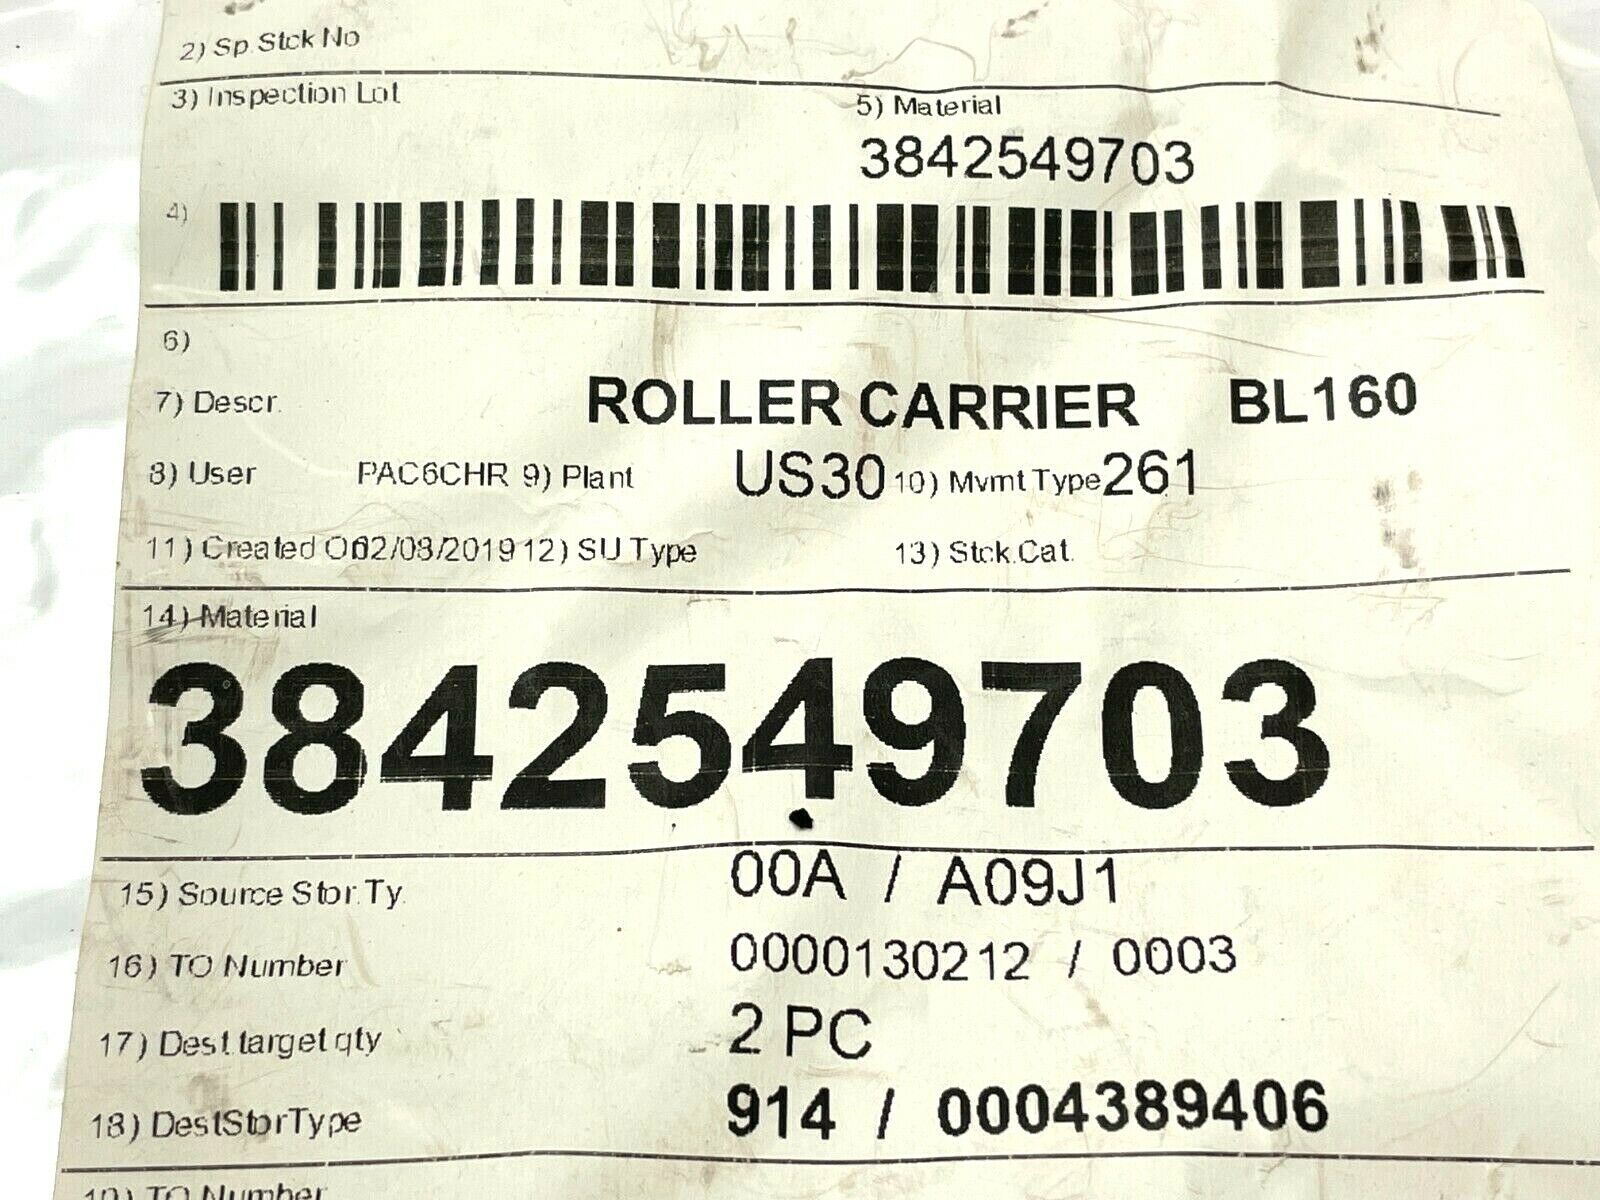 2) Sp.Stck No
3) Inspection Lot
5) Material
3842549703
4)
6)
7) Descr. ROLLER CARRIER BL160
8) User PAC6CHR 9) Plant US30 10) Mvmt Type 261
11) Created On 02/08/2019 12) SU Type 13) Stck.Cat.
14) Material
3842549703
15) Source Stor.Ty. 00A / A09J1
16) TO Number 0000130212 / 0003
17) Dest.target qty 2 PC
18) DestStorType 914 / 0004389406
19) TO Number